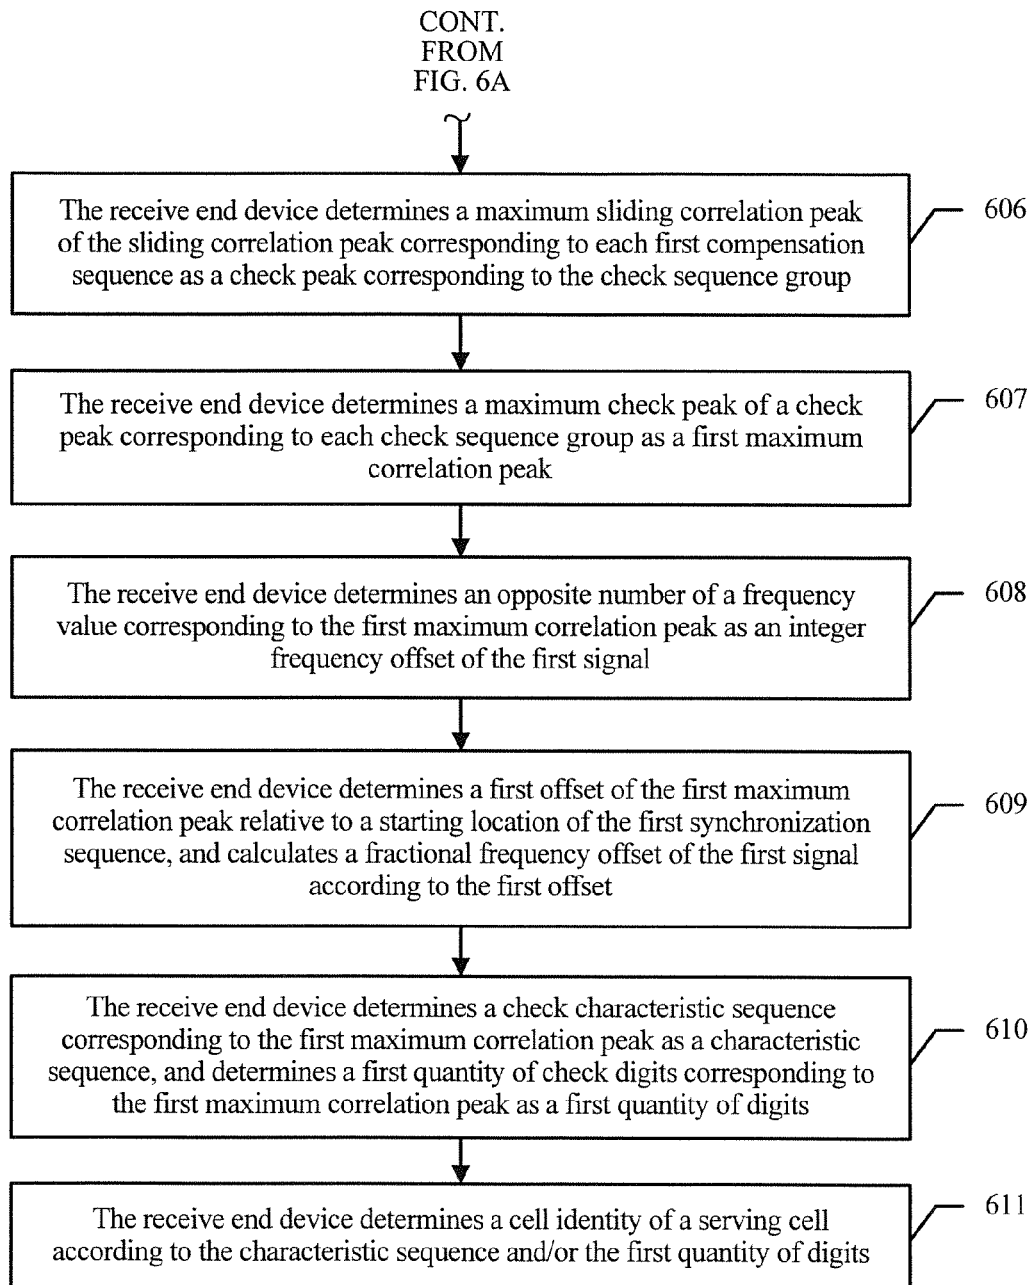 CONT.
FROM
FIG. 6A
The receive end device determines a maximum sliding correlation peak
of the sliding correlation peak corresponding to each first compensation
sequence as a check peak corresponding to the check sequence group
606
The receive end device determines a maximum check peak of a check
peak corresponding to each check sequence group as a first maximum
correlation peak
607
The receive end device determines an opposite number of a frequency
value corresponding to the first maximum correlation peak as an integer
frequency offset of the first signal
608
The receive end device determines a first offset of the first maximum
correlation peak relative to a starting location of the first synchronization
sequence, and calculates a fractional frequency offset of the first signal
according to the first offset
609
The receive end device determines a check characteristic sequence
corresponding to the first maximum correlation peak as a characteristic
sequence, and determines a first quantity of check digits corresponding to
the first maximum correlation peak as a first quantity of digits
610
The receive end device determines a cell identity of a serving cell
according to the characteristic sequence and/or the first quantity of digits
611